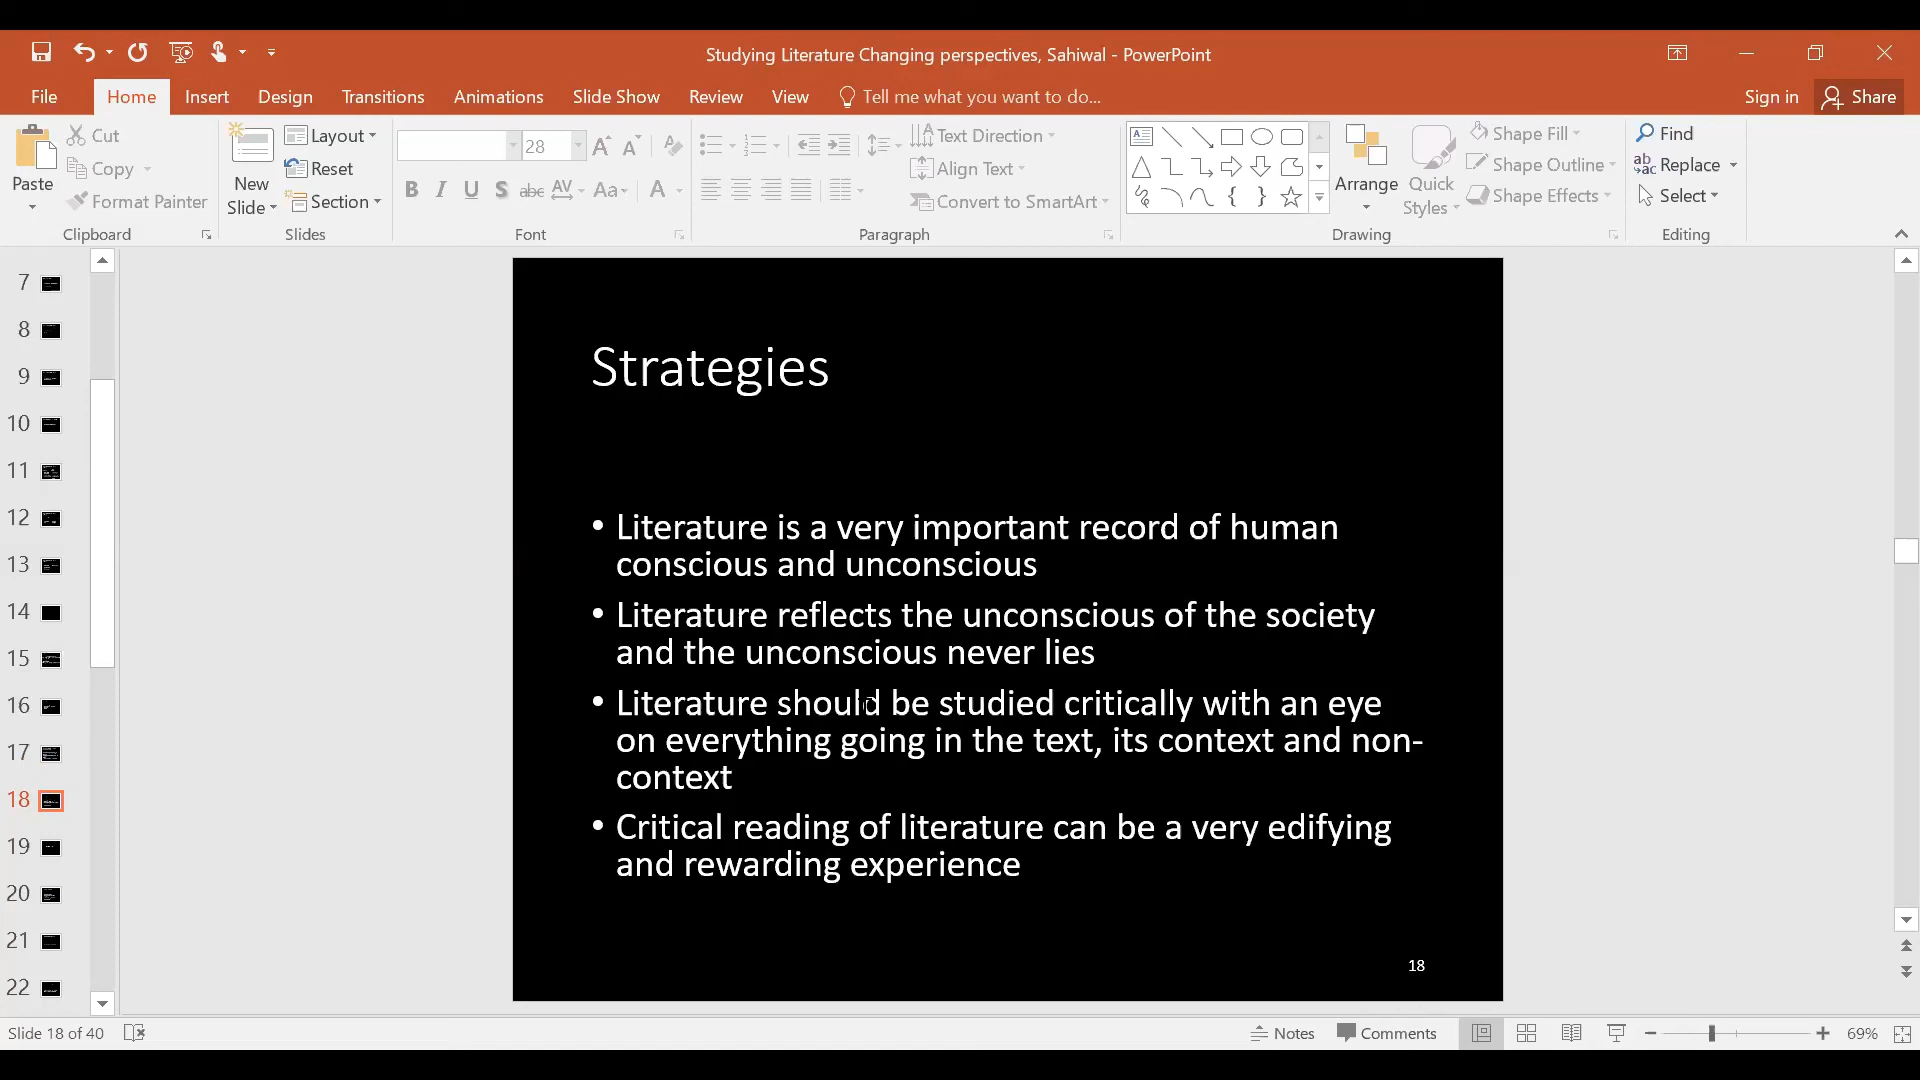 Studying Literature Changing perspectives, Sahiwal - PowerPoint
File Home Insert Design Transitions Animations Slide Show Review View Tell me what you want to do... Sign in Share
Paste
Cut
Copy
Format Painter
Clipboard
New Slide
Layout
Reset
Section
Slides
28
B I U S abc AV Aa A
Font
Paragraph
Text Direction
Align Text
Convert to SmartArt
Arrange
Quick Styles
Shape Fill
Shape Outline
Shape Effects
Drawing
Find
Replace
Select
Editing
7
8
9
10
11
12
13
14
15
16
17
18
19
20
21
22
Strategies
• Literature is a very important record of human
conscious and unconscious
• Literature reflects the unconscious of the society
and the unconscious never lies
• Literature should be studied critically with an eye
on everything going in the text, its context and non-
context
• Critical reading of literature can be a very edifying
and rewarding experience
18
Slide 18 of 40 Notes Comments 69%